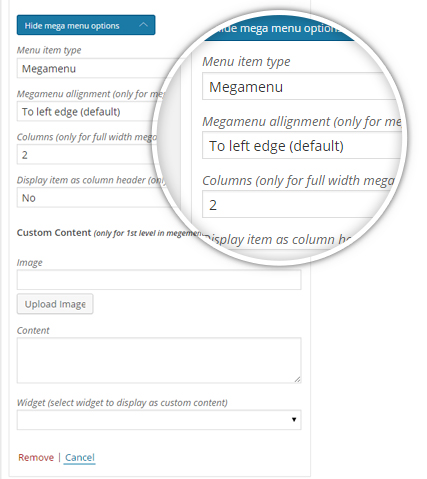 Hide mega menu options
Menu item type
Megamenu
Megamenu allignment (only for me
To left edge (default)
Columns (only for full width mega
2
Display item as column header (only
No
Custom Content (only for 1st level in megemenu
Image
Upload Image
Content
Widget (select widget to display as custom content)
Remove | Cancel
Hide mega menu options
Menu item type
Megamenu
Megamenu allignment (only for me
To left edge (default)
Columns (only for full width mega
2
Display item as column he